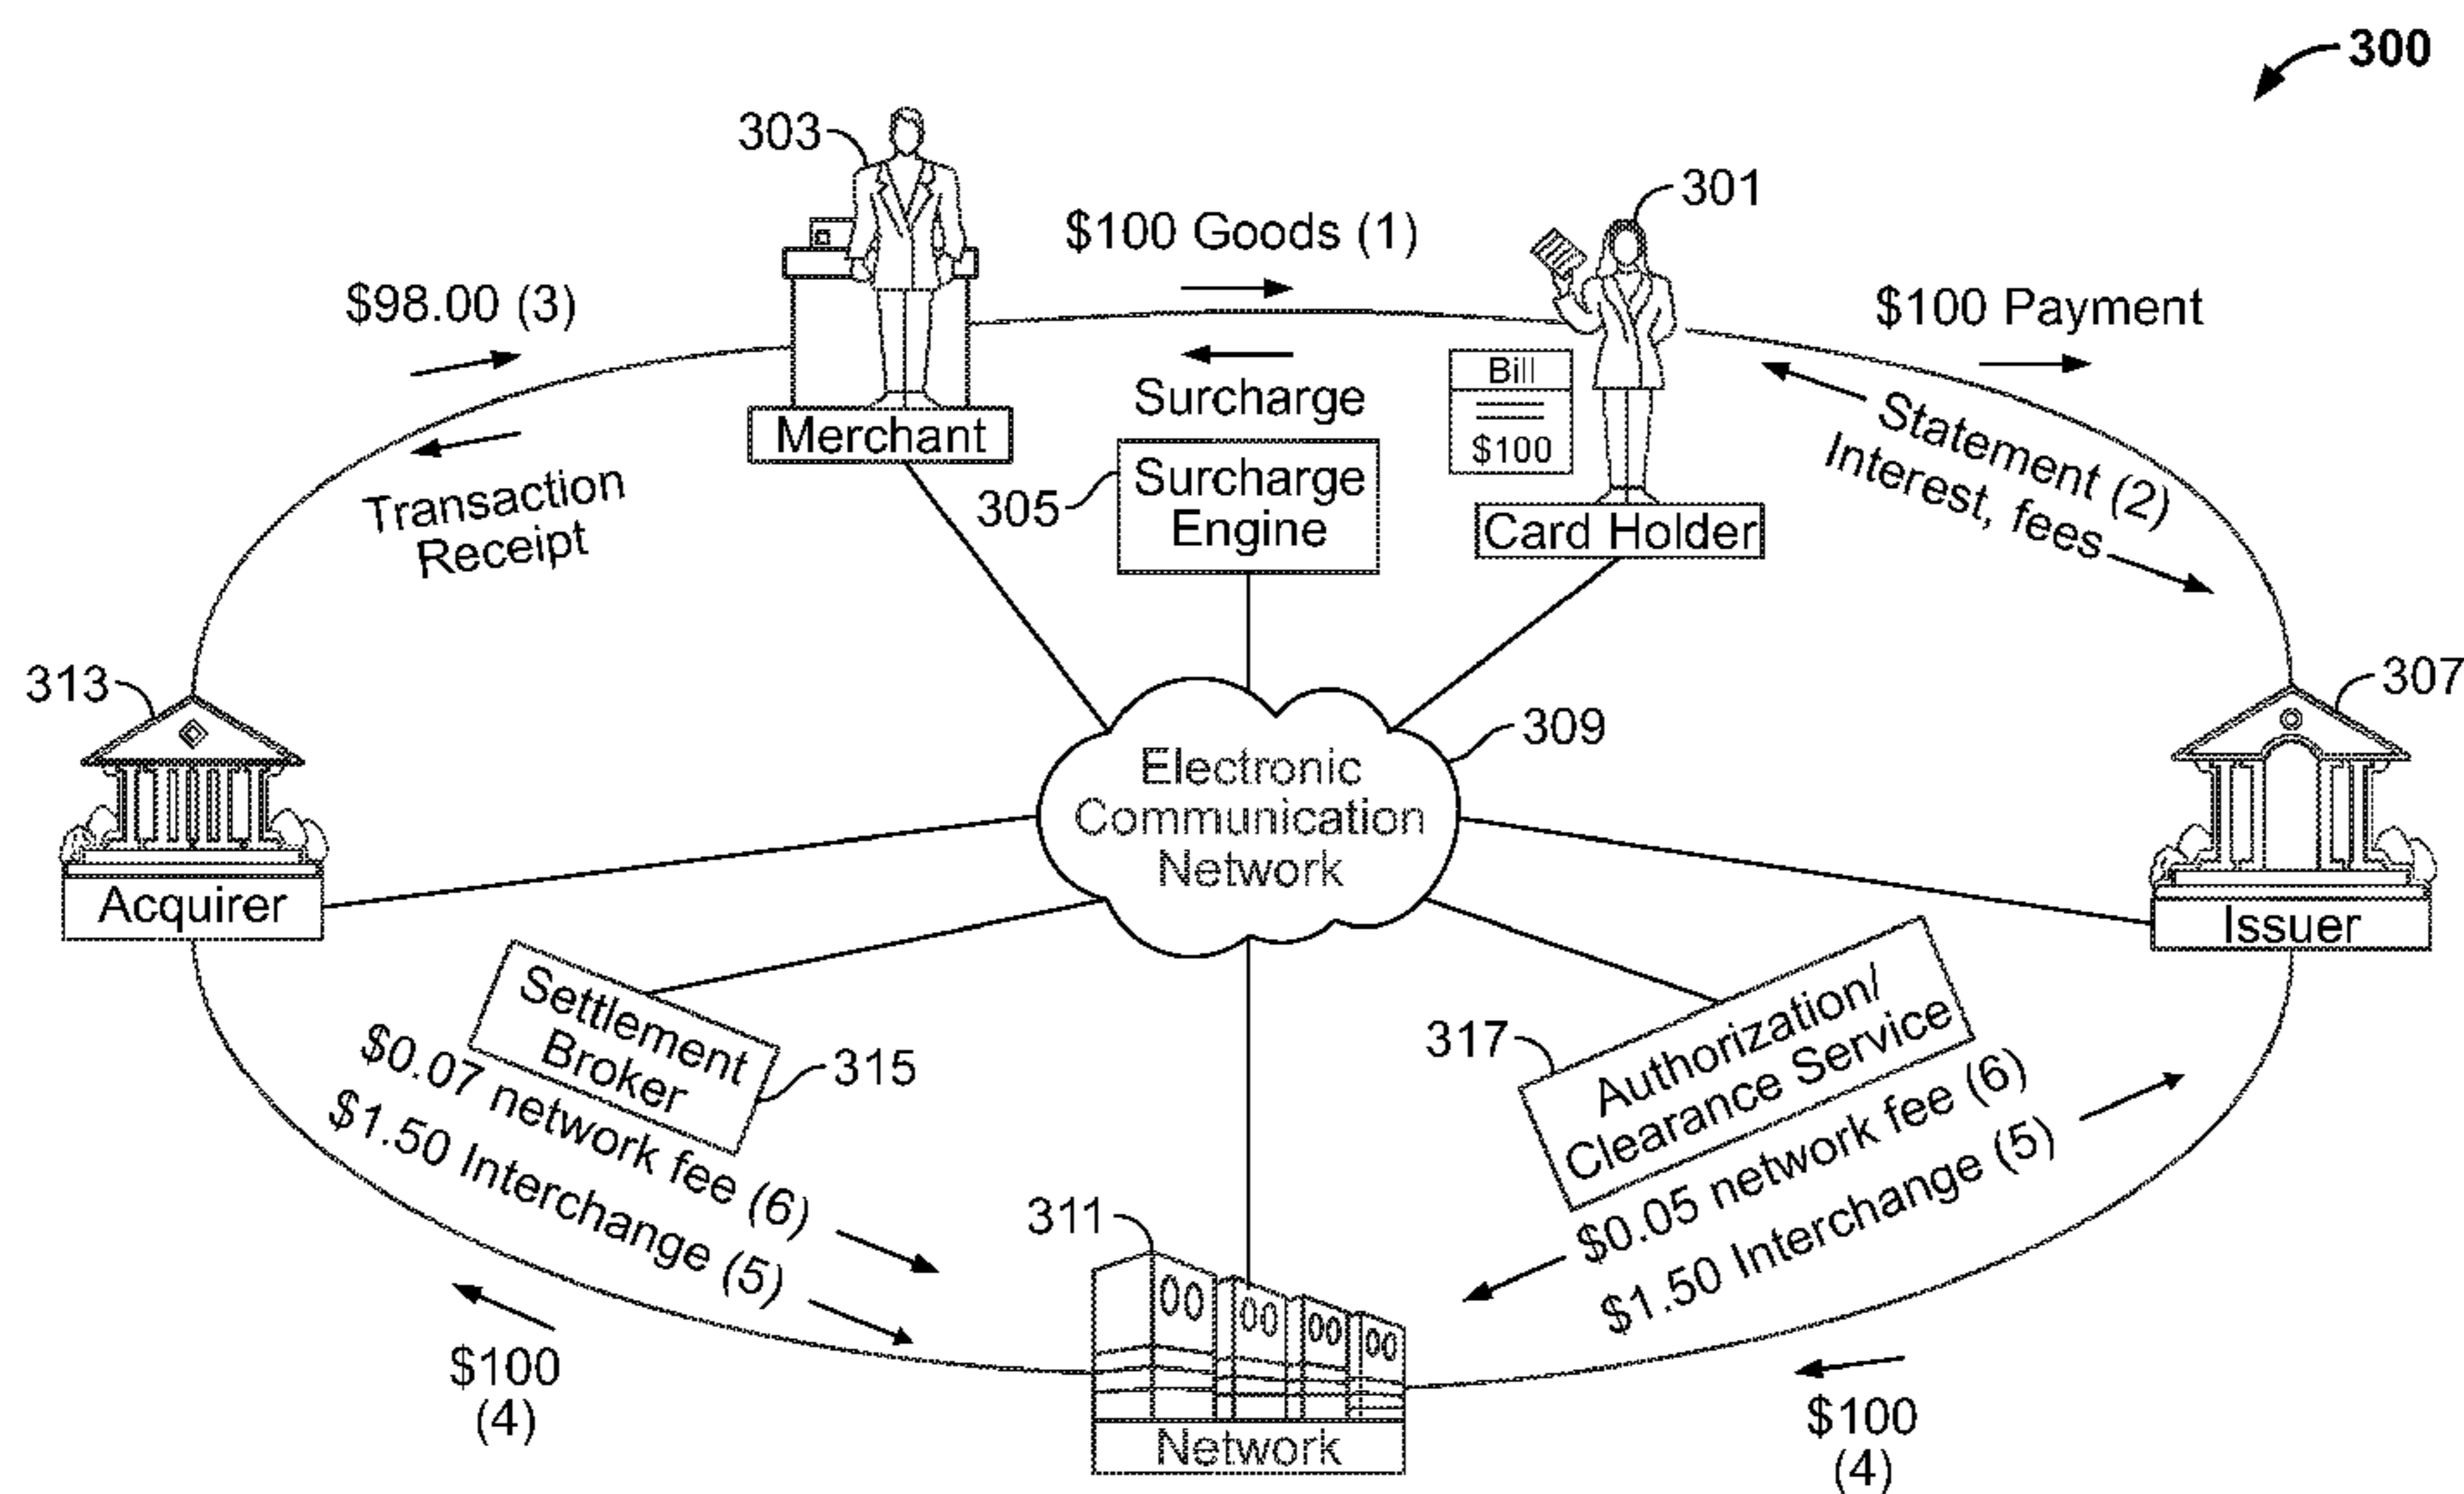 300
303
301
$100 Goods (1)
$98.00 (3)
$100 Payment
Surcharge
Bill
$100
Statement (2)
Interest, fees
Merchant
305
Surcharge
Engine
Transaction
Receipt
Card Holder
313
307
309
Electronic
Communication
Network
Acquirer
Issuer
Settlement
Broker
315
$0.07 network fee (6)
$1.50 Interchange (5)
317
Authorization/
Clearance Service
$0.05 network fee (6)
$1.50 Interchange (5)
311
$100
(4)
$100
(4)
Network